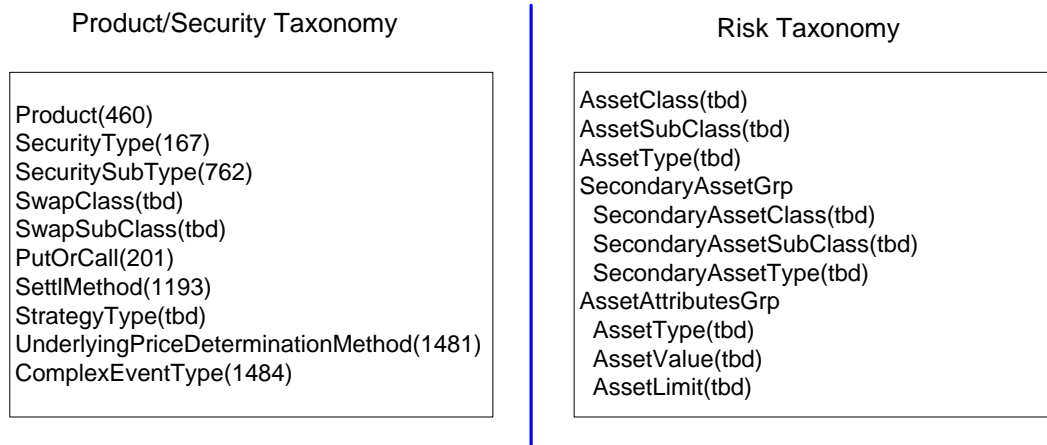 Product/Security Taxonomy
Product(460)
SecurityType(167)
SecuritySubType(762)
SwapClass(tbd)
SwapSubClass(tbd)
PutOrCall(201)
SettlMethod(1193)
StrategyType(tbd)
UnderlyingPriceDeterminationMethod(1481)
ComplexEventType(1484)
Risk Taxonomy
AssetClass(tbd)
AssetSubClass(tbd)
AssetType(tbd)
SecondaryAssetGrp
SecondaryAssetClass(tbd)
SecondaryAssetSubClass(tbd)
SecondaryAssetType(tbd)
AssetAttributesGrp
AssetType(tbd)
AssetValue(tbd)
AssetLimit(tbd)